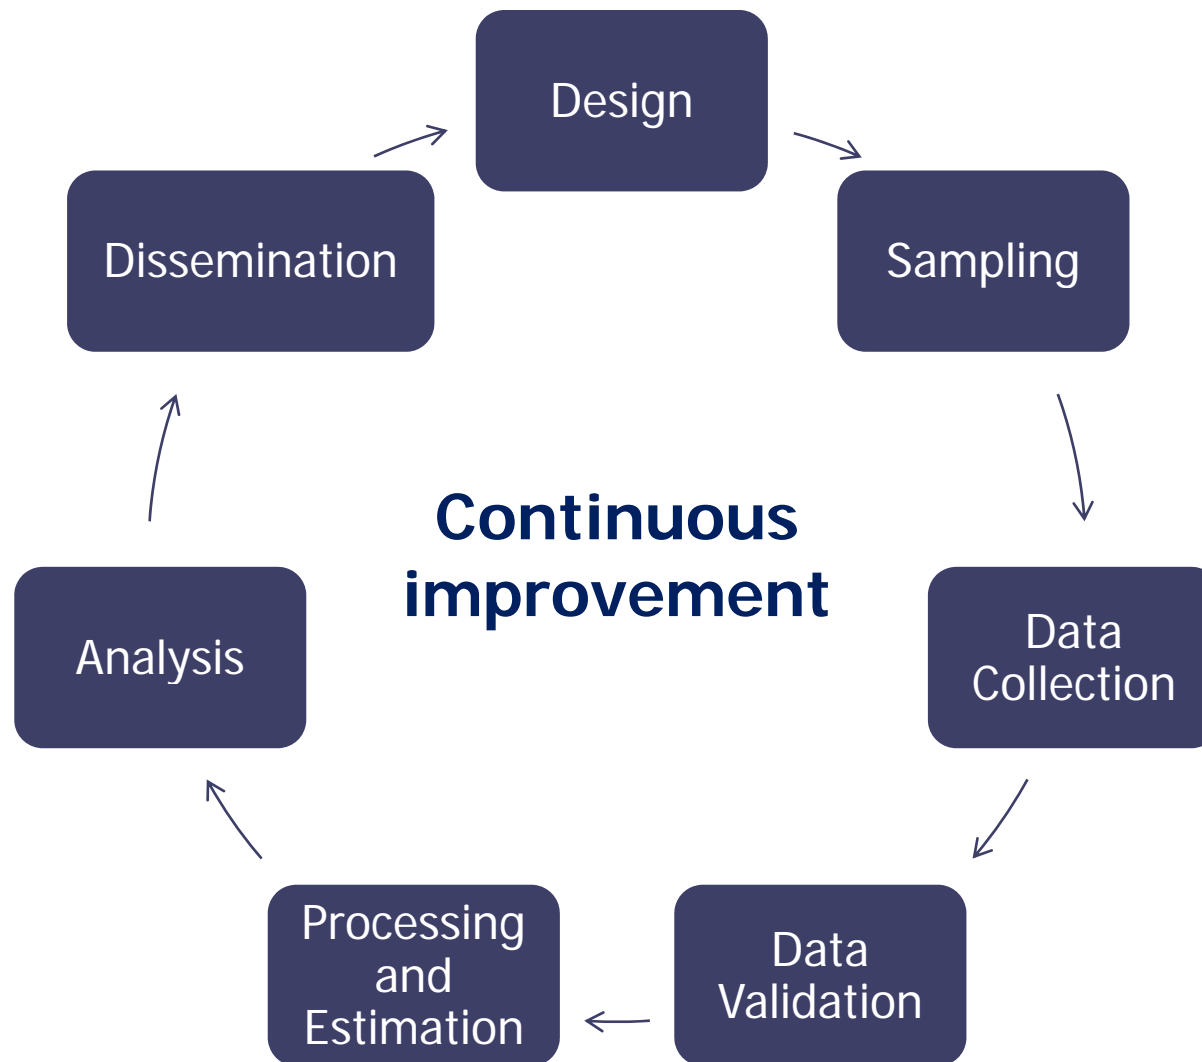 Design
Sampling
Data
Collection
Data
Validation
Processing
and
Estimation
Analysis
Dissemination
Continuous
improvement